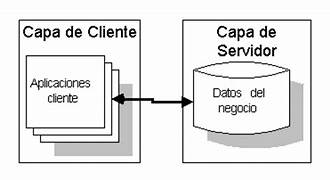 Capa de Cliente
Aplicaciones
cliente
Capa de
Servidor
Datos del
negocio